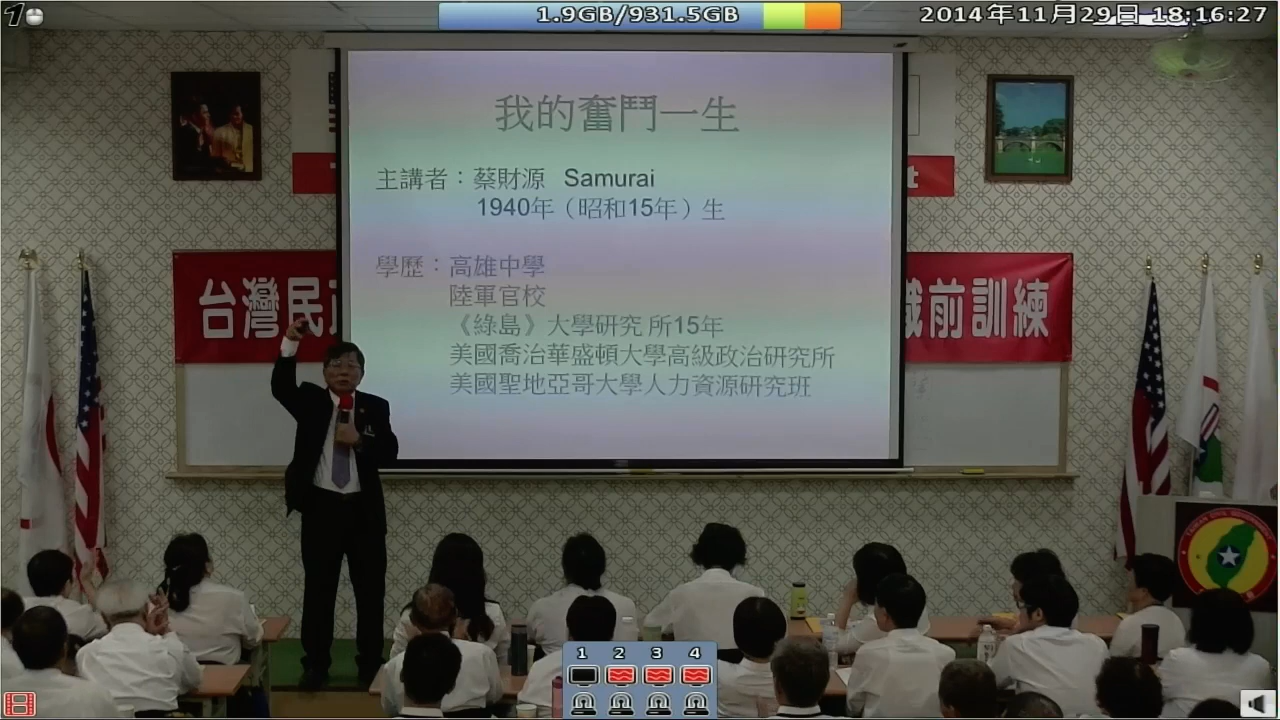 1
1.9GB/931.5GB
2014年11月29日 18:16:27
我的奮鬥一生
主講者：蔡財源 Samurai
1940年（昭和15年）生
學歷：高雄中學
陸軍官校
《綠島》大學研究 所15年
美國喬治華盛頓大學高級政治研究所
美國聖地亞哥大學人力資源研究班
台灣民
前訓練
1 2 3 4